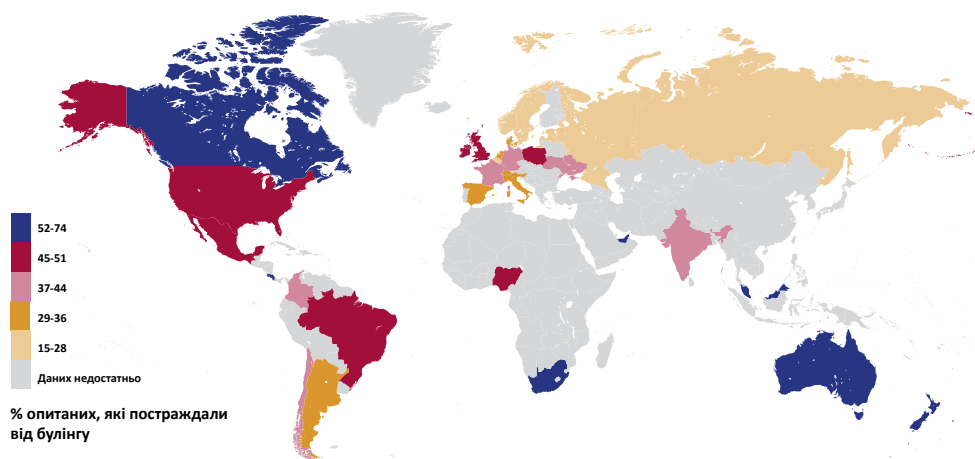 52-74
45-51
37-44
29-36
15-28
Даних недостатньо
% опитаних, які постраждали
від булінгу